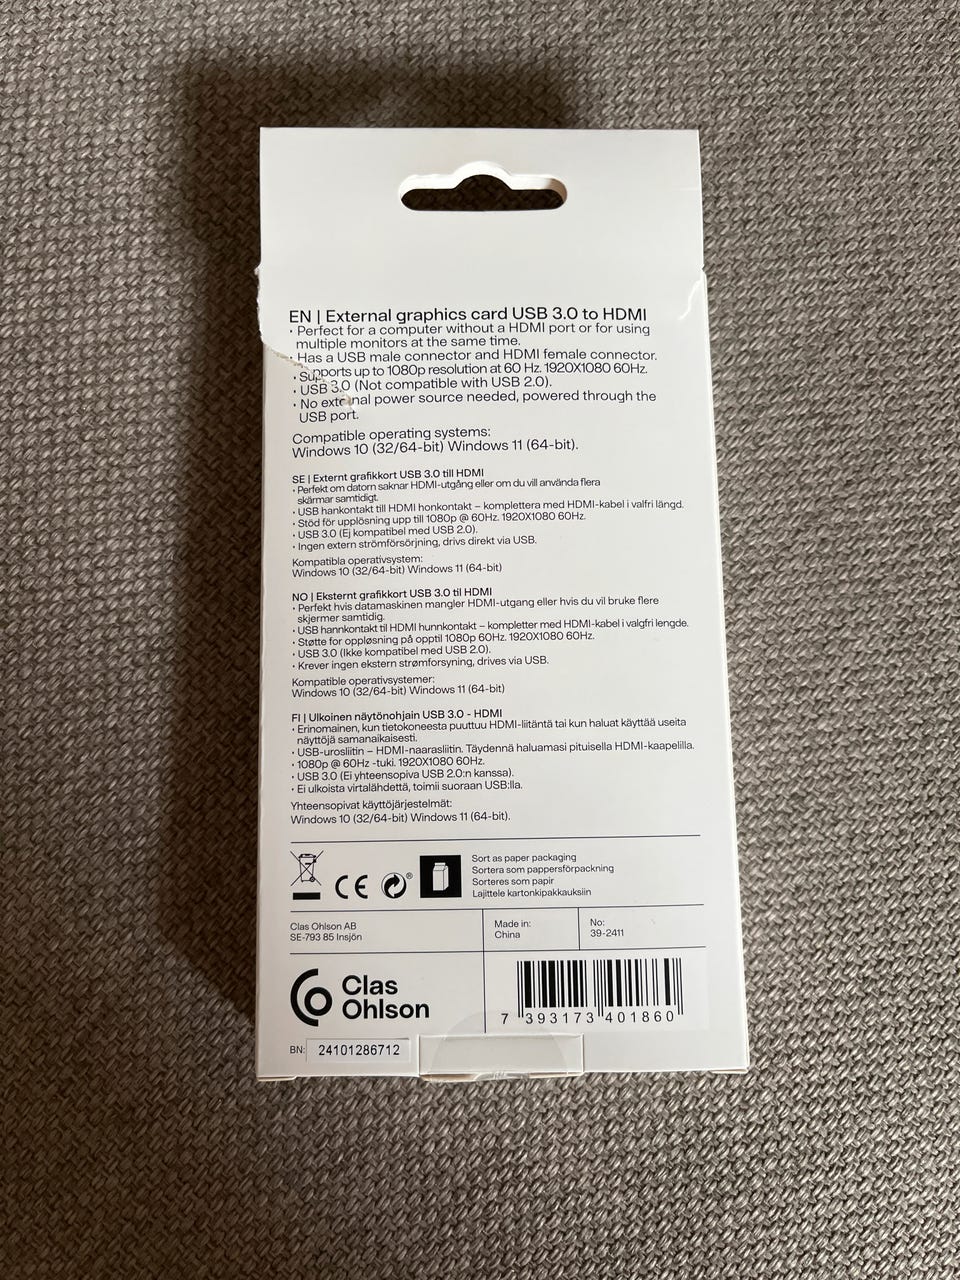 EN | External graphics card USB 3.0 to HDMI
· Perfect for a computer without a HDMI port or for using
multiple monitors at the same time.
· Has a USB male connector and HDMI female connector.
· Supports up to 1080p resolution at 60 Hz. 1920X1080 60Hz.
· USB 3.0 (Not compatible with USB 2.0).
· No external power source needed, powered through the
USB port.
Compatible operating systems:
Windows 10 (32/64-bit) Windows 11 (64-bit).
SE | Externt grafikkort USB 3.0 till HDMI
· Perfekt om datorn saknar HDMI-utgång eller om du vill använda flera
skärmar samtidigt.
· USB hankontakt till HDMI honkontakt – komplettera med HDMI-kabel i valfri längd.
· Stöd för upplösning upp till 1080p @ 60Hz. 1920X1080 60Hz.
· USB 3.0 (Ej kompatibel med USB 2.0).
· Ingen extern strömförsörjning, drivs direkt via USB.
Kompatibla operativsystem:
Windows 10 (32/64-bit) Windows 11 (64-bit)
NO | Eksternt grafikkort USB 3.0 til HDMI
· Perfekt hvis datamaskinen mangler HDMI-utgang eller hvis du vil bruke flere
skjermer samtidig.
· USB hannkontakt til HDMI hunnkontakt – kompletter med HDMI-kabel i valgfri lengde.
· Støtte for oppløsning på opptil 1080p 60Hz. 1920X1080 60Hz.
· USB 3.0 (Ikke kompatibel med USB 2.0).
· Krever ingen ekstern strømforsyning, drives via USB.
Kompatible operativsystemer:
Windows 10 (32/64-bit) Windows 11 (64-bit)
FI | Ulkoinen näytönohjain USB 3.0 - HDMI
· Erinomainen, kun tietokoneesta puuttuu HDMI-liitäntä tai kun haluat käyttää useita
näyttöjä samanaikaisesti.
· USB-urosliitin – HDMI-naarasliitin. Täydennä haluamasi pituisella HDMI-kaapelilla.
· 1080p @ 60Hz -tuki. 1920X1080 60Hz.
· USB 3.0 (Ei yhteensopiva USB 2.0:n kanssa).
· Ei ulkoista virtalähdettä, toimii suoraan USB:lla.
Yhteensopivat käyttöjärjestelmät:
Windows 10 (32/64-bit) Windows 11 (64-bit).
CE
®
Sort as paper packaging
Sortera som pappersförpackning
Sorteres som papir
Lajittele kartonkipakkauksiin
Clas Ohlson AB
SE-793 85 Insjön
Made in:
China
No:
39-2411
Clas
Ohlson
7 393173 401860
BN: 24101286712